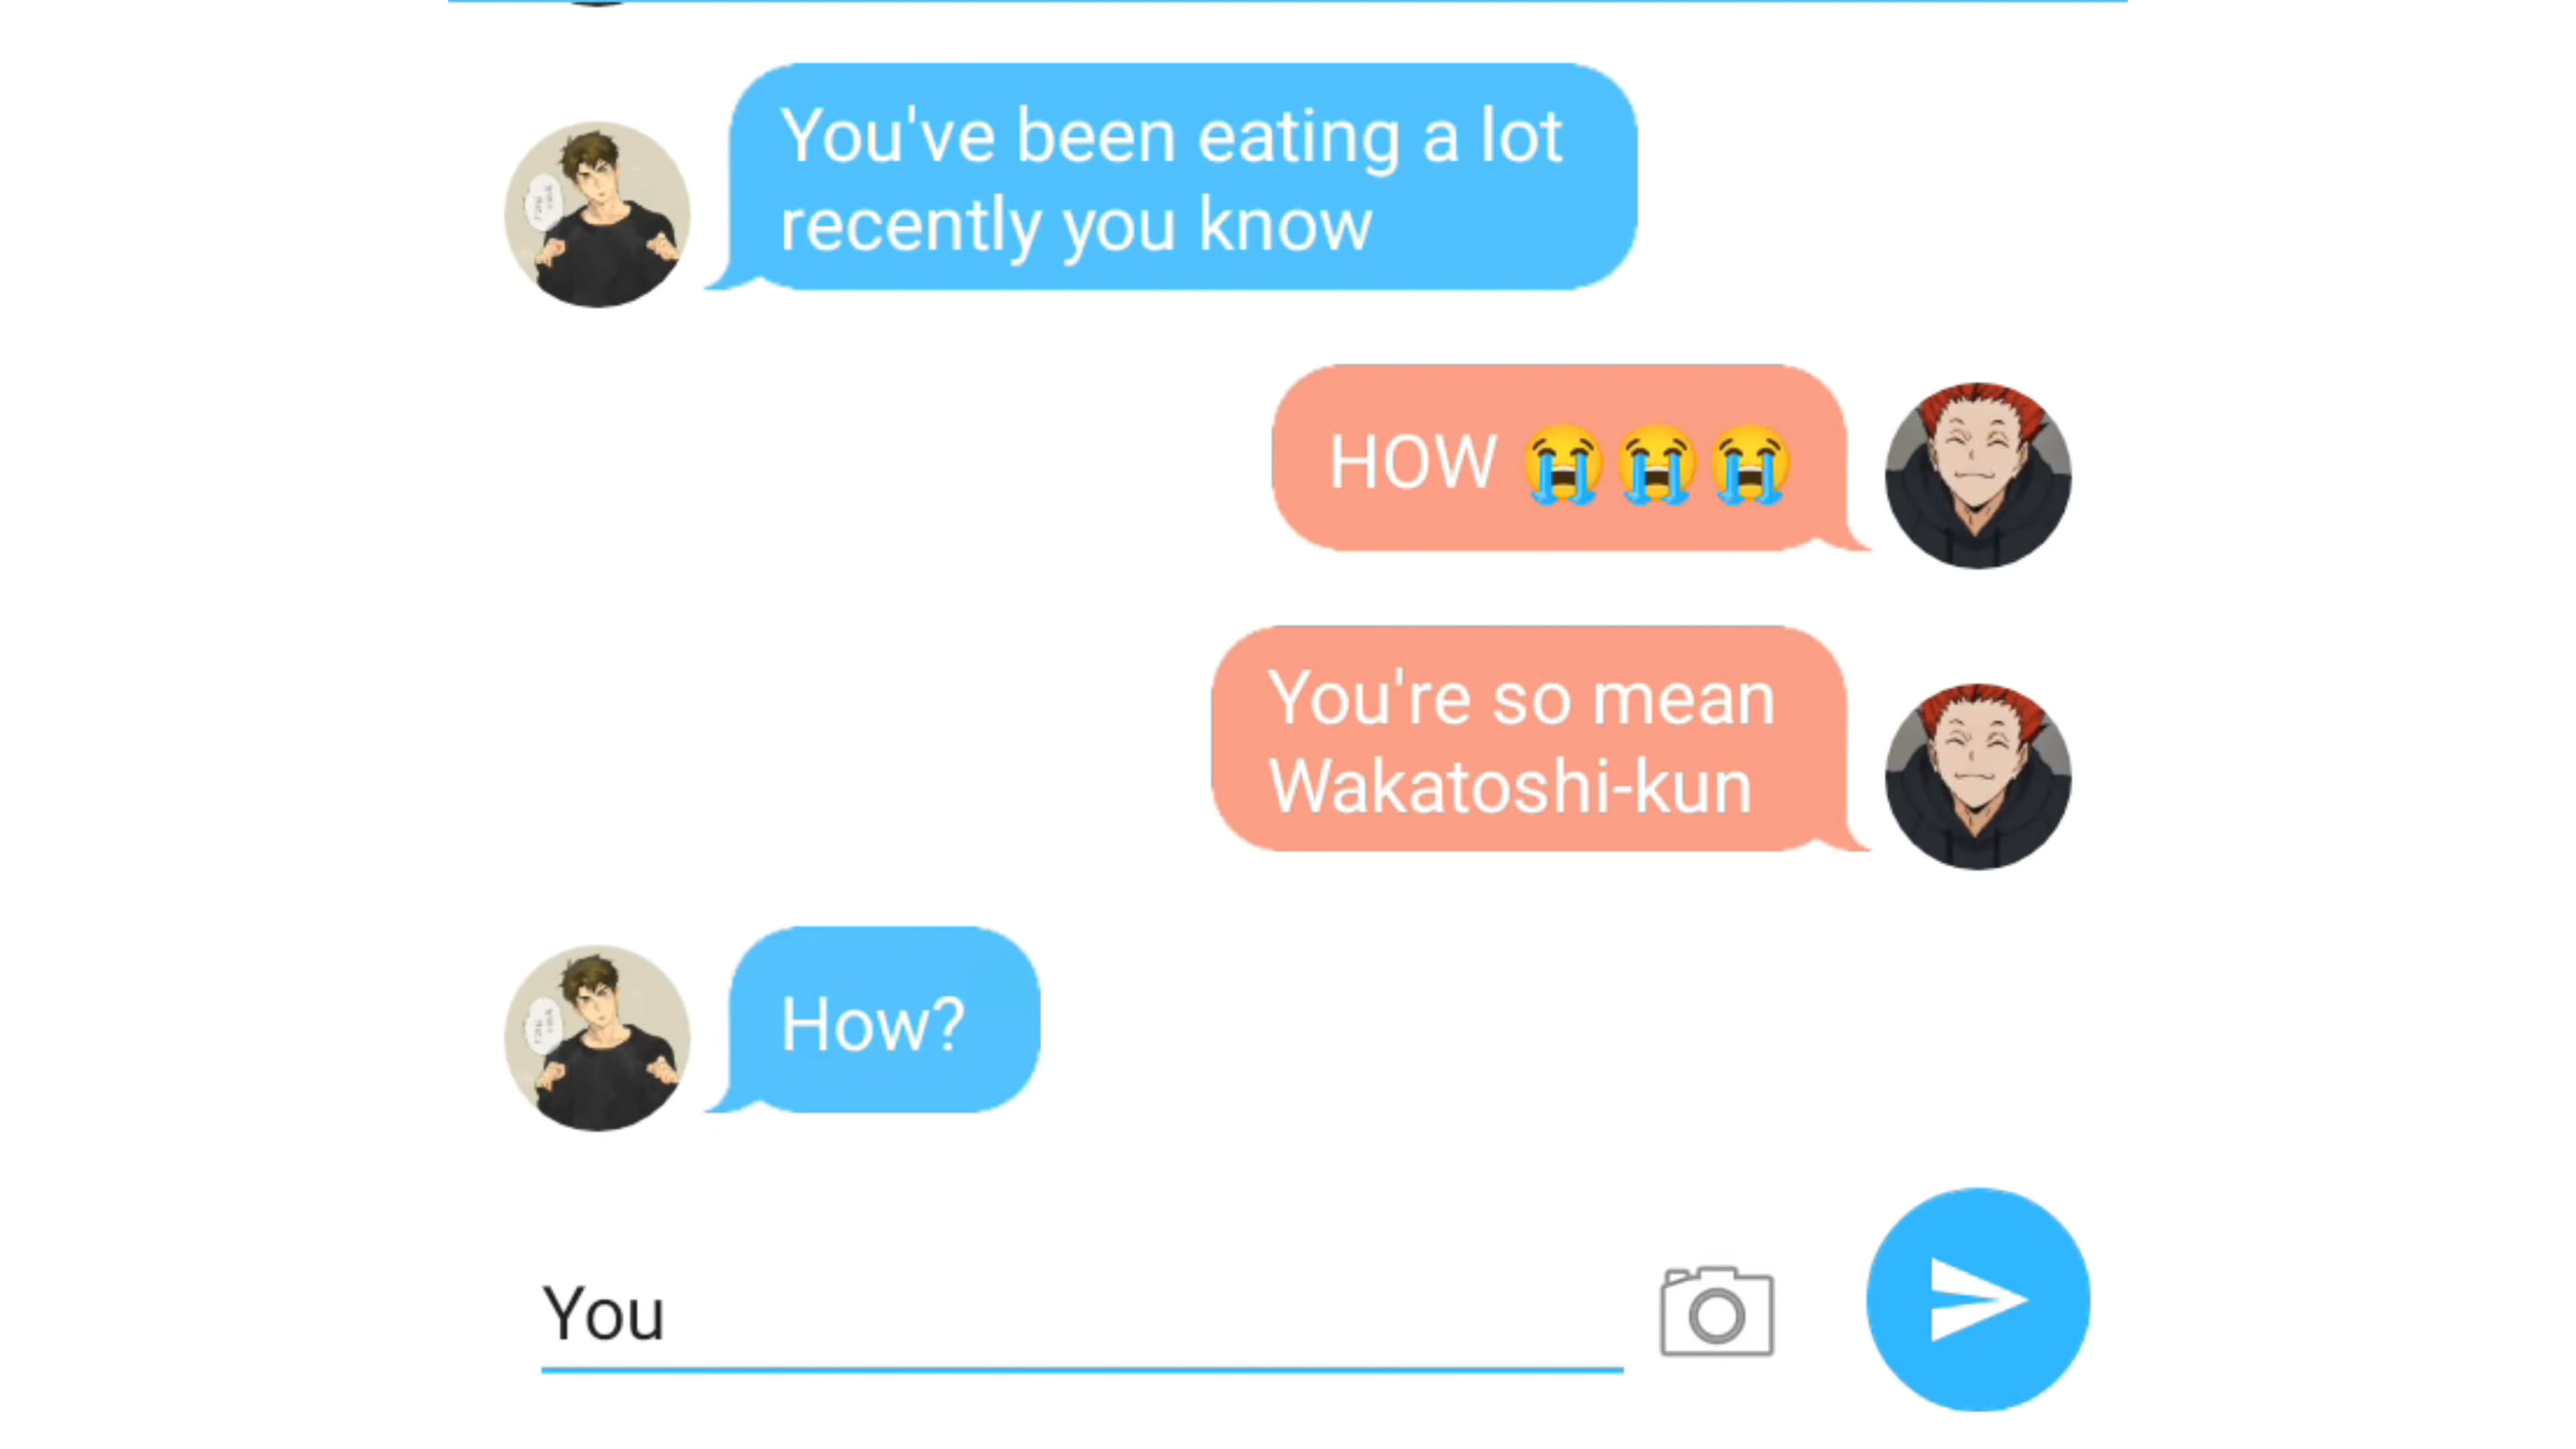 You've been eating a lot
recently you know
HOW 😭😭😭
You're so mean
Wakatoshi-kun
How?
You